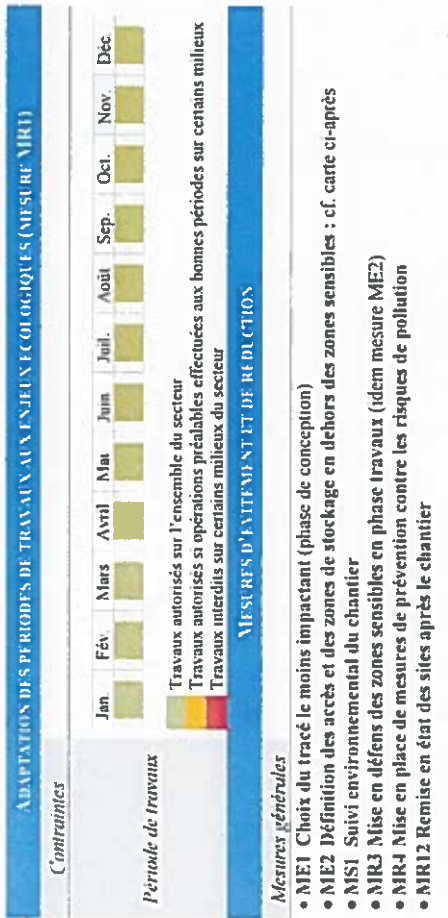 ADAPTATION DES PERIODES DE TRAVAUX AUX ENJEUX ECOLOGIQUES (MESURE MR1)
Contraintes
Jan. Fév. Mars Avril Mai Juin Juil. Août Sep. Oct. Nov. Déc.
Période de travaux
Travaux autorisés sur l'ensemble du secteur
Travaux autorisés si opérations préalables effectuées aux bonnes périodes sur certains milieux
Travaux interdits sur certains milieux du secteur
MESURES D'EVITEMENT ET DE REDUCTION
Mesures générales
• ME1 Choix du tracé le moins impactant (phase de conception)
• ME2 Définition des accès et des zones de stockage en dehors des zones sensibles : cf. carte ci-après
• MS1 Suivi environnemental du chantier
• MR3 Mise en défens des zones sensibles en phase travaux (idem mesure ME2)
• MR4 Mise en place de mesures de prévention contre les risques de pollution
• MR12 Remise en état des sites après le chantier